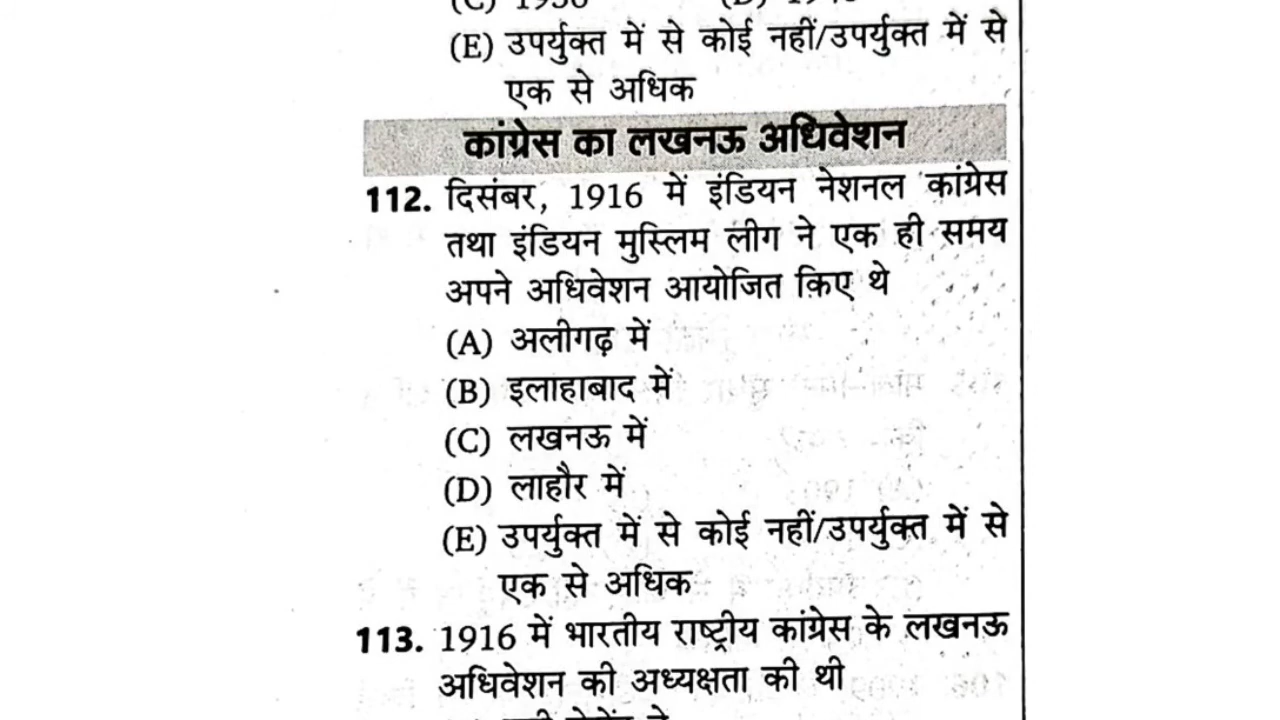 (E) उपर्युक्त में से कोई नहीं/उपर्युक्त में से
एक से अधिक
कांग्रेस का लखनऊ अधिवेशन
112. दिसंबर, 1916 में इंडियन नेशनल कांग्रेस
तथा इंडियन मुस्लिम लीग ने एक ही समय
अपने अधिवेशन आयोजित किए थे
(A) अलीगढ़ में
(B) इलाहाबाद में
(C) लखनऊ में
(D) लाहौर में
(E) उपर्युक्त में से कोई नहीं/उपर्युक्त में से
एक से अधिक
113. 1916 में भारतीय राष्ट्रीय कांग्रेस के लखनऊ
अधिवेशन की अध्यक्षता की थी